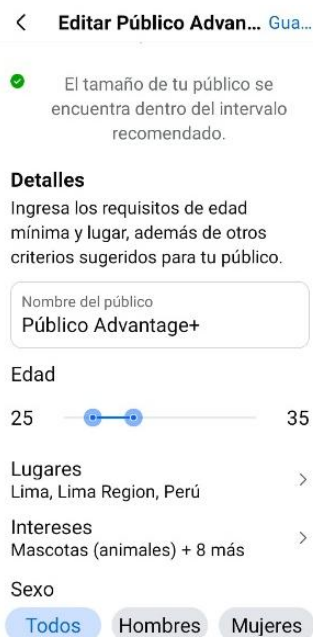 Editar Público Advan... Gua...
El tamaño de tu público se
encuentra dentro del intervalo
recomendado.
Detalles
Ingresa los requisitos de edad
mínima y lugar, además de otros
criterios sugeridos para tu público.
Nombre del público
Público Advantage+
Edad
25 35
Lugares
Lima, Lima Region, Perú
Intereses
Mascotas (animales) + 8 más
Sexo
Todos Hombres Mujeres